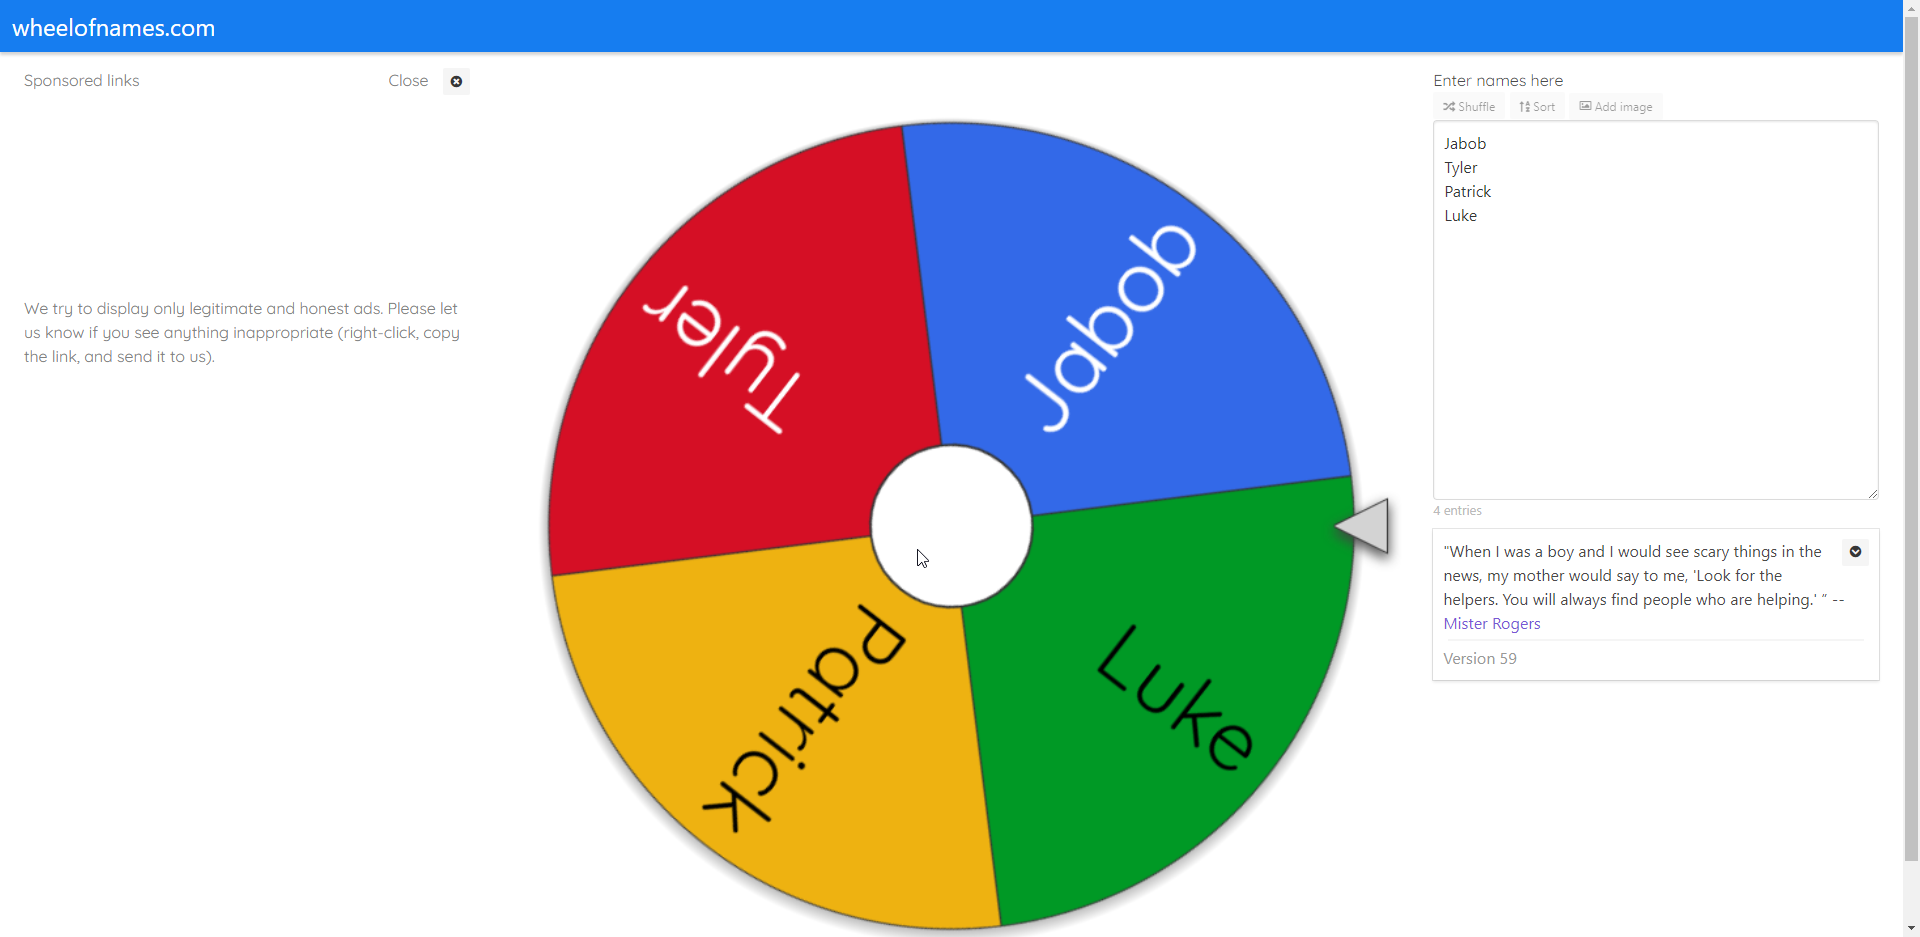 wheelofnames.com
Sponsored links
Close
We try to display only legitimate and honest ads. Please let
us know if you see anything inappropriate (right-click, copy
the link, and send it to us).
Tyler
Jabob
Patrick
Luke
Enter names here
Shuffle
Sort
Add image
Jabob
Tyler
Patrick
Luke
4 entries
"When I was a boy and I would see scary things in the
news, my mother would say to me, 'Look for the
helpers. You will always find people who are helping.' " --
Mister Rogers
Version 59